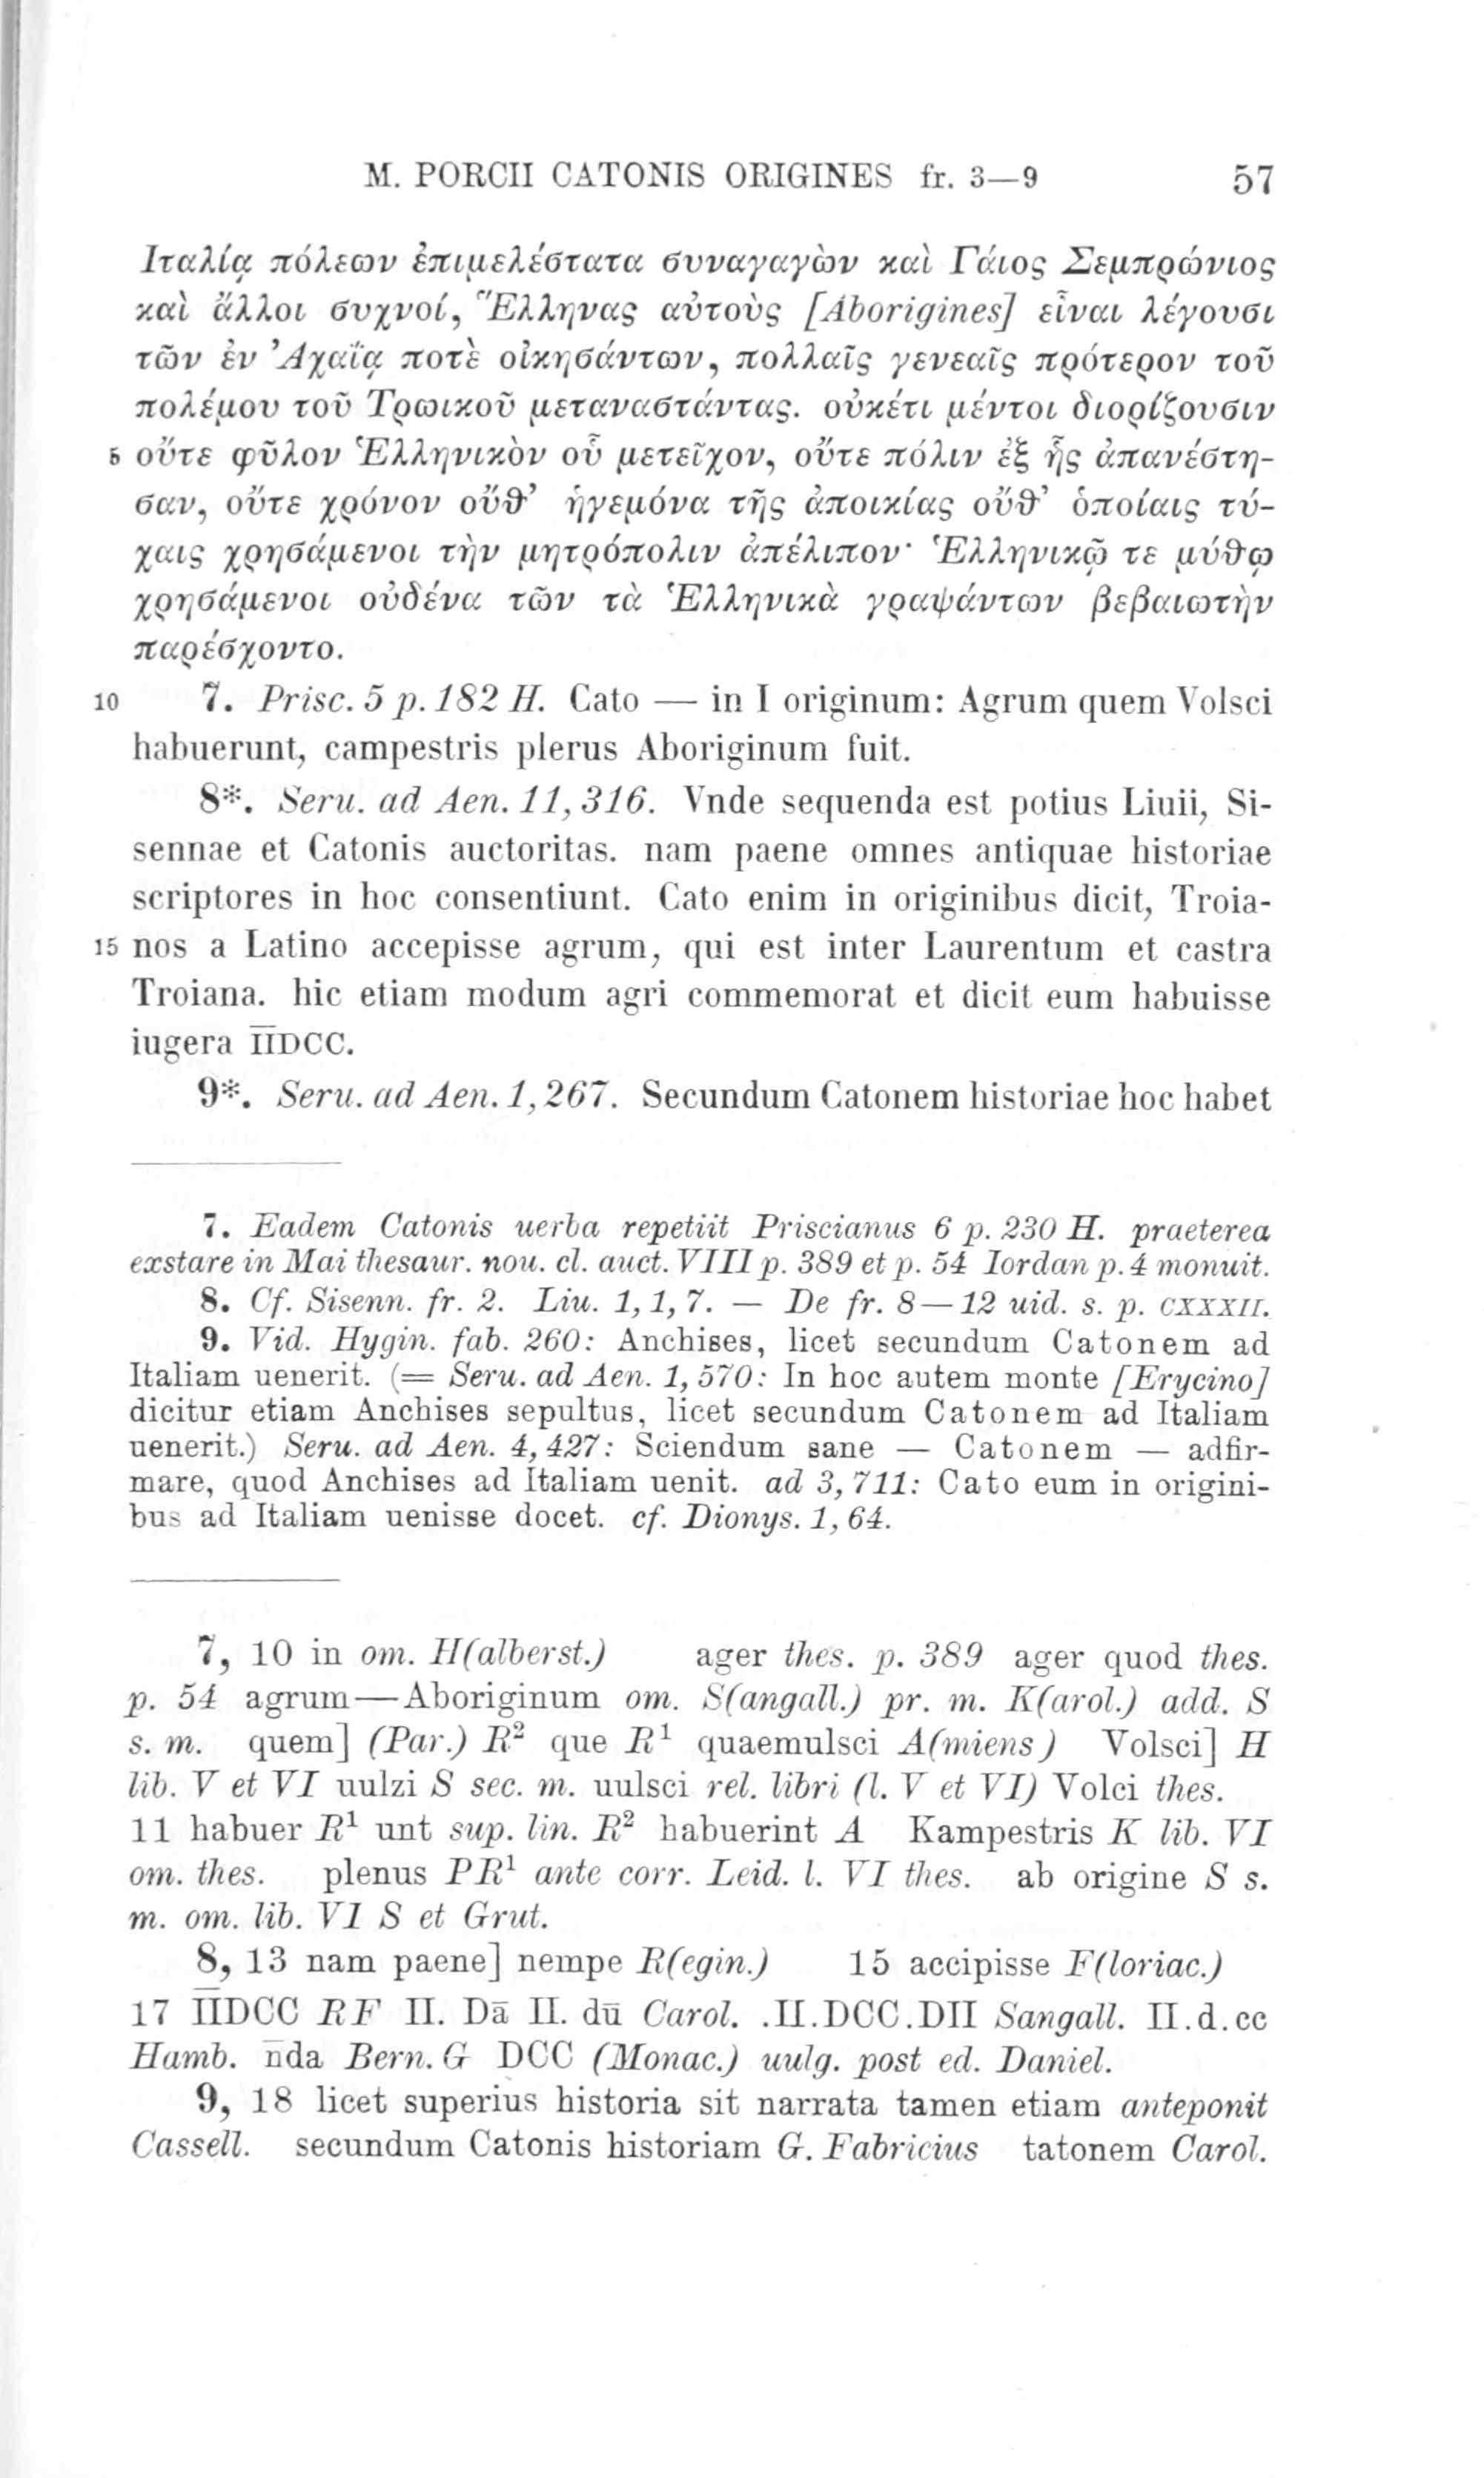 M. PORCII CATONIS ORIGINES fr. 3—9 57
Ιταλίᾳ πόλεων ἐπιμελέστατα συναγαγὼν καὶ Γάιος Σεμπρώνιος
καὶ ἄλλοι συχνοί, Ἕλληνας αὐτοὺς [Aborigines] εἶναι λέγουσι
τῶν ἐν Ἀχαΐᾳ ποτὲ οἰκησάντων, πολλαῖς γενεαῖς πρότερον τοῦ
πολέμου τοῦ Τρωικοῦ μεταναστάντας. οὐκέτι μέντοι διορίζουσιν
5 οὔτε φῦλον Ἑλληνικὸν οὗ μετεῖχον, οὔτε πόλιν ἐξ ἧς ἀπανέστη-
σαν, οὔτε χρόνον οὔϑ’ ἡγεμόνα τῆς ἀποικίας οὔϑ’ ὁποίαις τύ-
χαις χρησάμενοι τὴν μητρόπολιν ἀπέλιπον· Ἑλληνικῷ τε μύϑῳ
χρησάμενοι οὐδένα τῶν τὰ Ἑλληνικὰ γραψάντων βεβαιωτὴν
παρέσχοντο.
10 7. Prisc. 5 p. 182 H. Cato — in I originum: Agrum quem Volsci
habuerunt, campestris plerus Aboriginum fuit.
8*. Seru. ad Aen. 11, 316. Vnde sequenda est potius Liuii, Si-
sennae et Catonis auctoritas. nam paene omnes antiquae historiae
scriptores in hoc consentiunt. Cato enim in originibus dicit, Troia-
15 nos a Latino accepisse agrum, qui est inter Laurentum et castra
Troiana. hic etiam modum agri commemorat et dicit eum habuisse
iugera I̅I̅DCC.
9*. Seru. ad Aen. 1, 267. Secundum Catonem historiae hoc habet
7. Eadem Catonis uerba repetiit Priscianus 6 p. 230 H. praeterea
exstare in Mai thesaur. nou. cl. auct. VIII p. 389 et p. 54 Iordan p. 4 monuit.
8. Cf. Sisenn. fr. 2. Liu. 1, 1, 7. — De fr. 8—12 uid. s. p. CXXXII.
9. Vid. Hygin. fab. 260: Anchises, licet secundum Catonem ad
Italiam uenerit. (= Seru. ad Aen. 1, 570: In hoc autem monte [Erycino]
dicitur etiam Anchises sepultus, licet secundum Catonem ad Italiam
uenerit.) Seru. ad Aen. 4, 427: Sciendum sane — Catonem — adfir-
mare, quod Anchises ad Italiam uenit. ad 3, 711: Cato eum in origini-
bus ad Italiam uenisse docet. cf. Dionys. 1, 64.
7, 10 in om. H(alberst.) ager thes. p. 389 ager quod thes.
p. 54 agrum—Aboriginum om. S(angall.) pr. m. K(arol.) add. S
s. m. quem] (Par.) R² que R¹ quaemulsci A(miens) Volsci] H
lib. V et VI uulzi S sec. m. uulsci rel. libri (l. V et VI) Volci thes.
11 habuer R¹ unt sup. lin. R² habuerint A Kampestris K lib. VI
om. thes. plenus PR¹ ante corr. Leid. l. VI thes. ab origine S s.
m. om. lib. VI S et Grut.
8, 13 nam paene] nempe R(egin.) 15 accipisse F(loriac.)
17 I̅I̅DCC RF II. Dā II. dū Carol. .II.DCC.DII Sangall. II.d.cc
Hamb. n̅da Bern. G DCC (Monac.) uulg. post ed. Daniel.
9, 18 licet superius historia sit narrata tamen etiam anteponit
Cassell. secundum Catonis historiam G. Fabricius tatonem Carol.